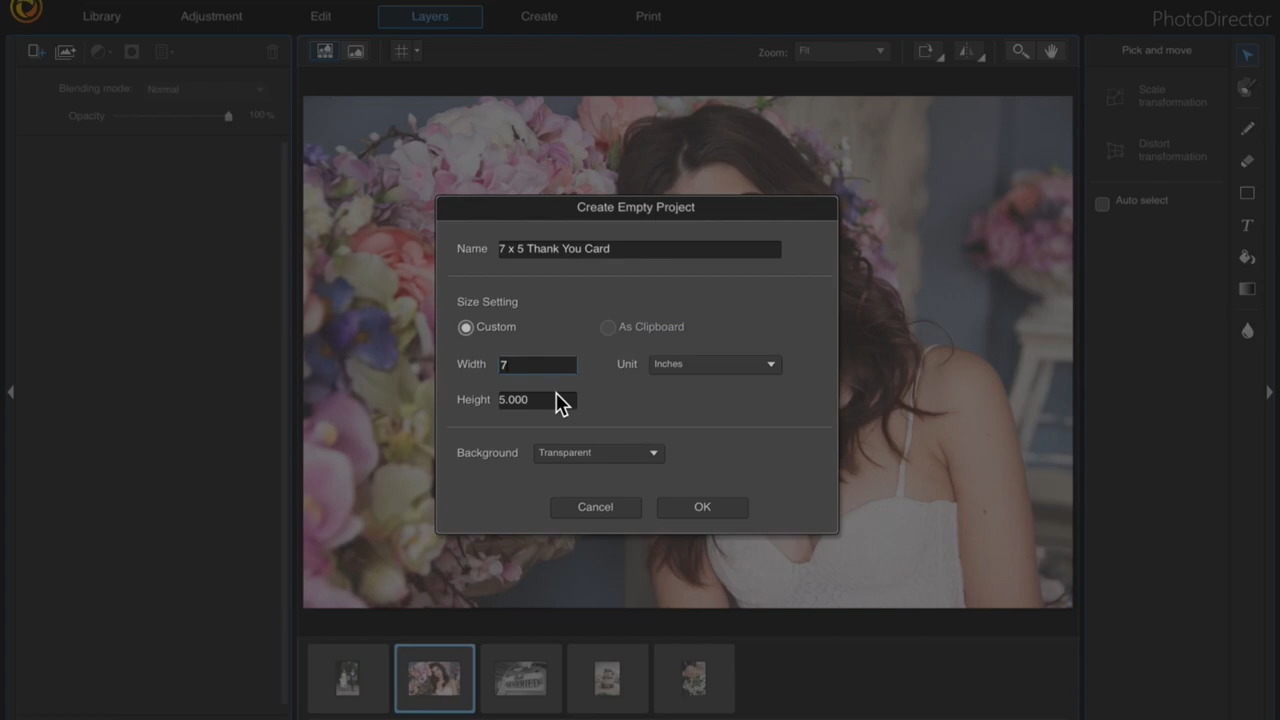 Library Adjustment Edit Layers Create Print PhotoDirector
Zoom: Fit
Pick and move
Blending mode: Normal
Opacity 100%
Scale
transformation
Distort
transformation
Auto select
Create Empty Project
Name 7 x 5 Thank You Card
Size Setting
Custom As Clipboard
Width 7 Unit Inches
Height 5.000
Background Transparent
Cancel OK
T
MARRIED